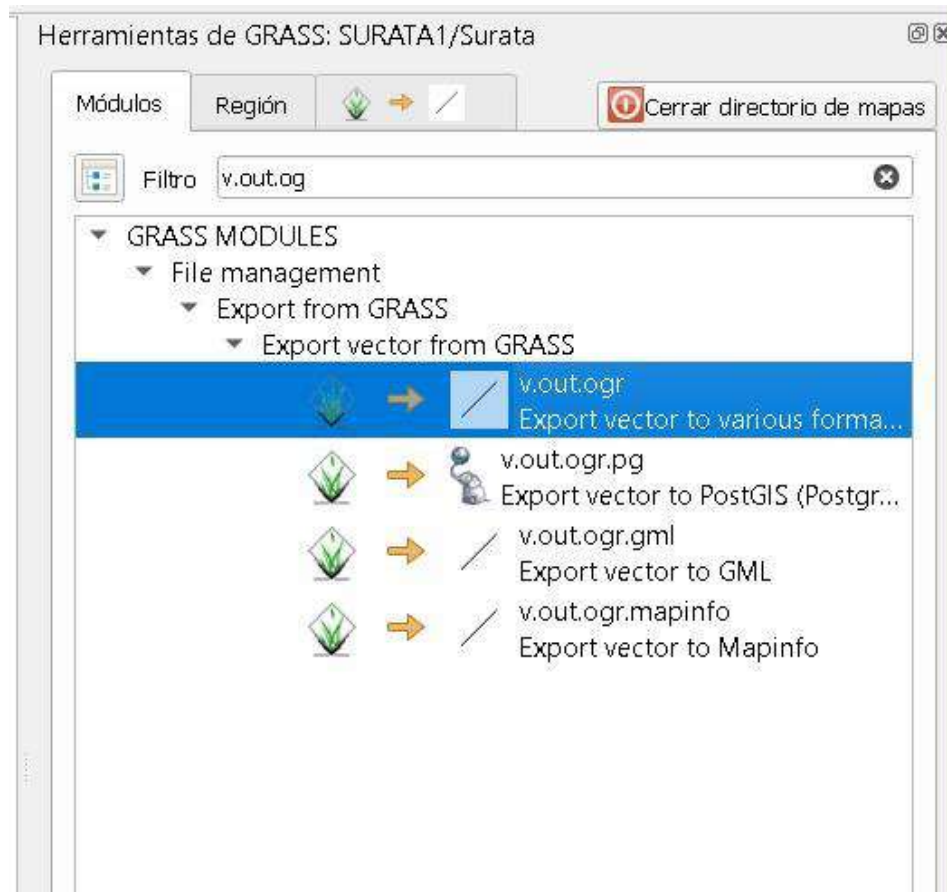 Herramientas de GRASS: SURATA1/Surata
Módulos Región Cerrar directorio de mapas
Filtro v.out.og
GRASS MODULES
File management
Export from GRASS
Export vector from GRASS
v.out.ogr
Export vector to various forma...
v.out.ogr.pg
Export vector to PostGIS (Postgr...
v.out.ogr.gml
Export vector to GML
v.out.ogr.mapinfo
Export vector to Mapinfo